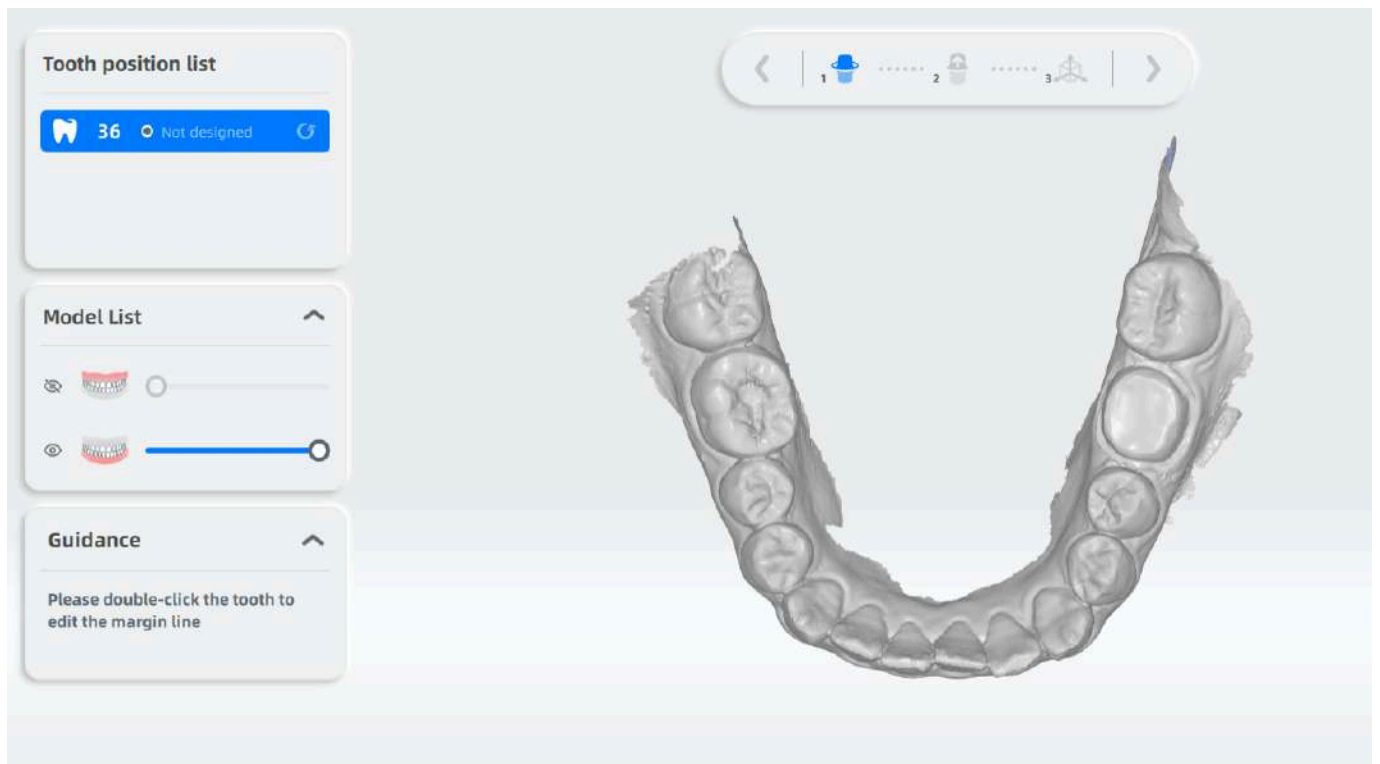 Tooth position list
36 Not designed
1 2 3
Model List
Guidance
Please double-click the tooth to
edit the margin line